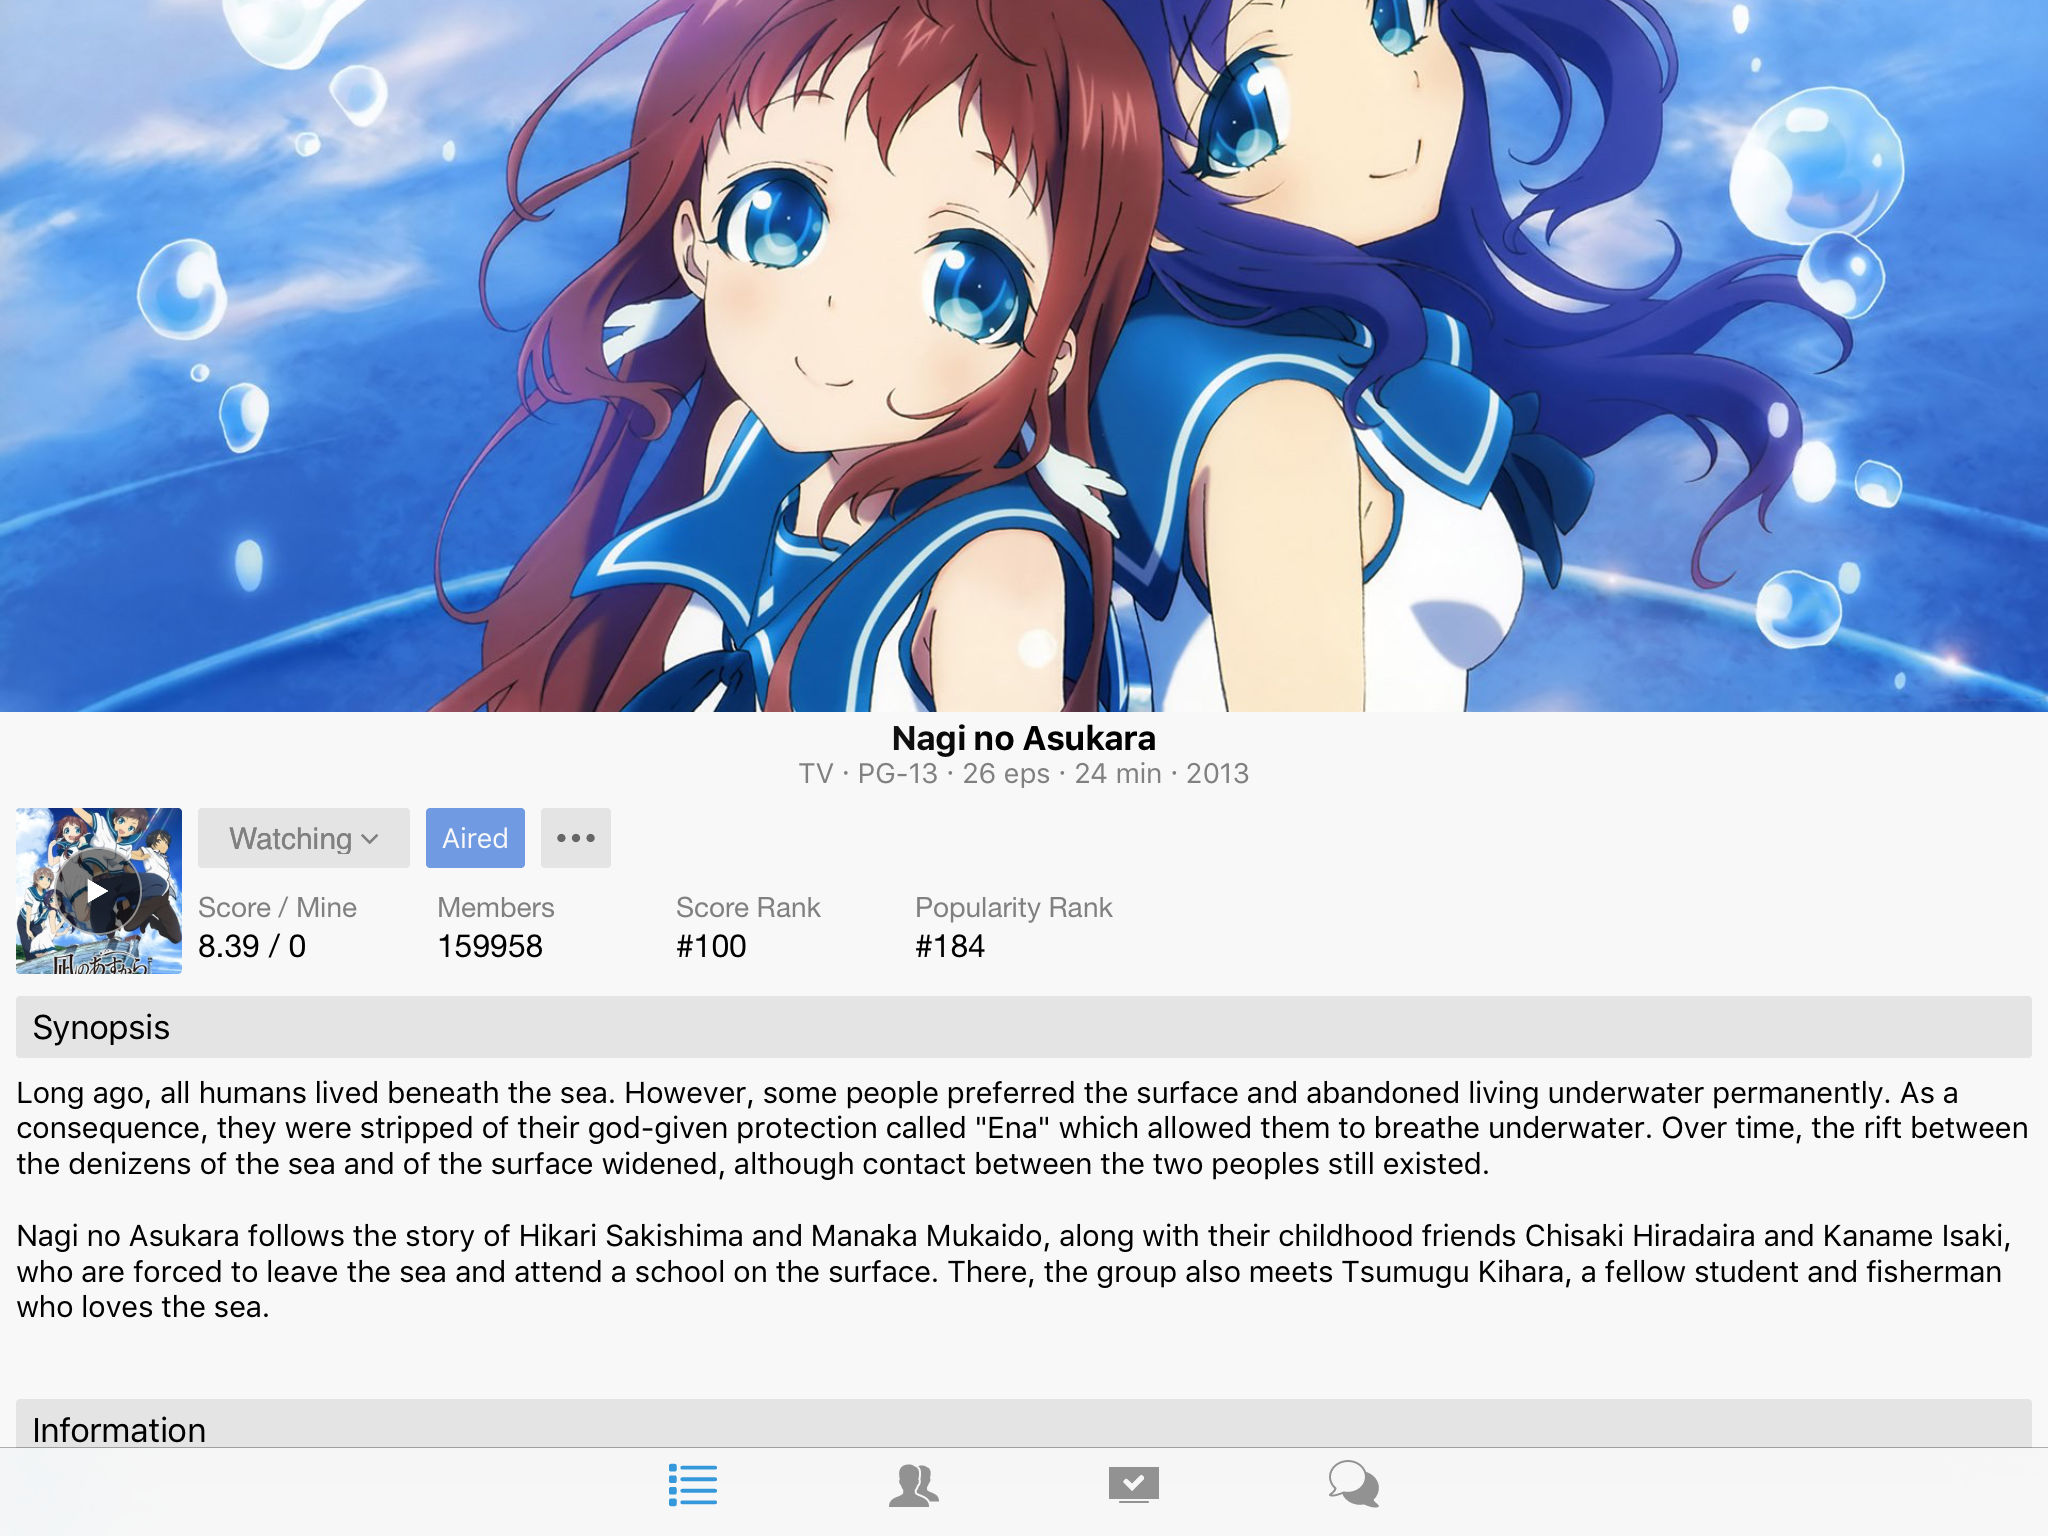 Nagi no Asukara
TV · PG-13 · 26 eps · 24 min · 2013
Watching
Aired
Score / Mine
Members
Score Rank
Popularity Rank
8.39 / 0
159958
#100
#184
凪のあすから
Synopsis
Long ago, all humans lived beneath the sea. However, some people preferred the surface and abandoned living underwater permanently. As a
consequence, they were stripped of their god-given protection called "Ena" which allowed them to breathe underwater. Over time, the rift between
the denizens of the sea and of the surface widened, although contact between the two peoples still existed.
Nagi no Asukara follows the story of Hikari Sakishima and Manaka Mukaido, along with their childhood friends Chisaki Hiradaira and Kaname Isaki,
who are forced to leave the sea and attend a school on the surface. There, the group also meets Tsumugu Kihara, a fellow student and fisherman
who loves the sea.
Information